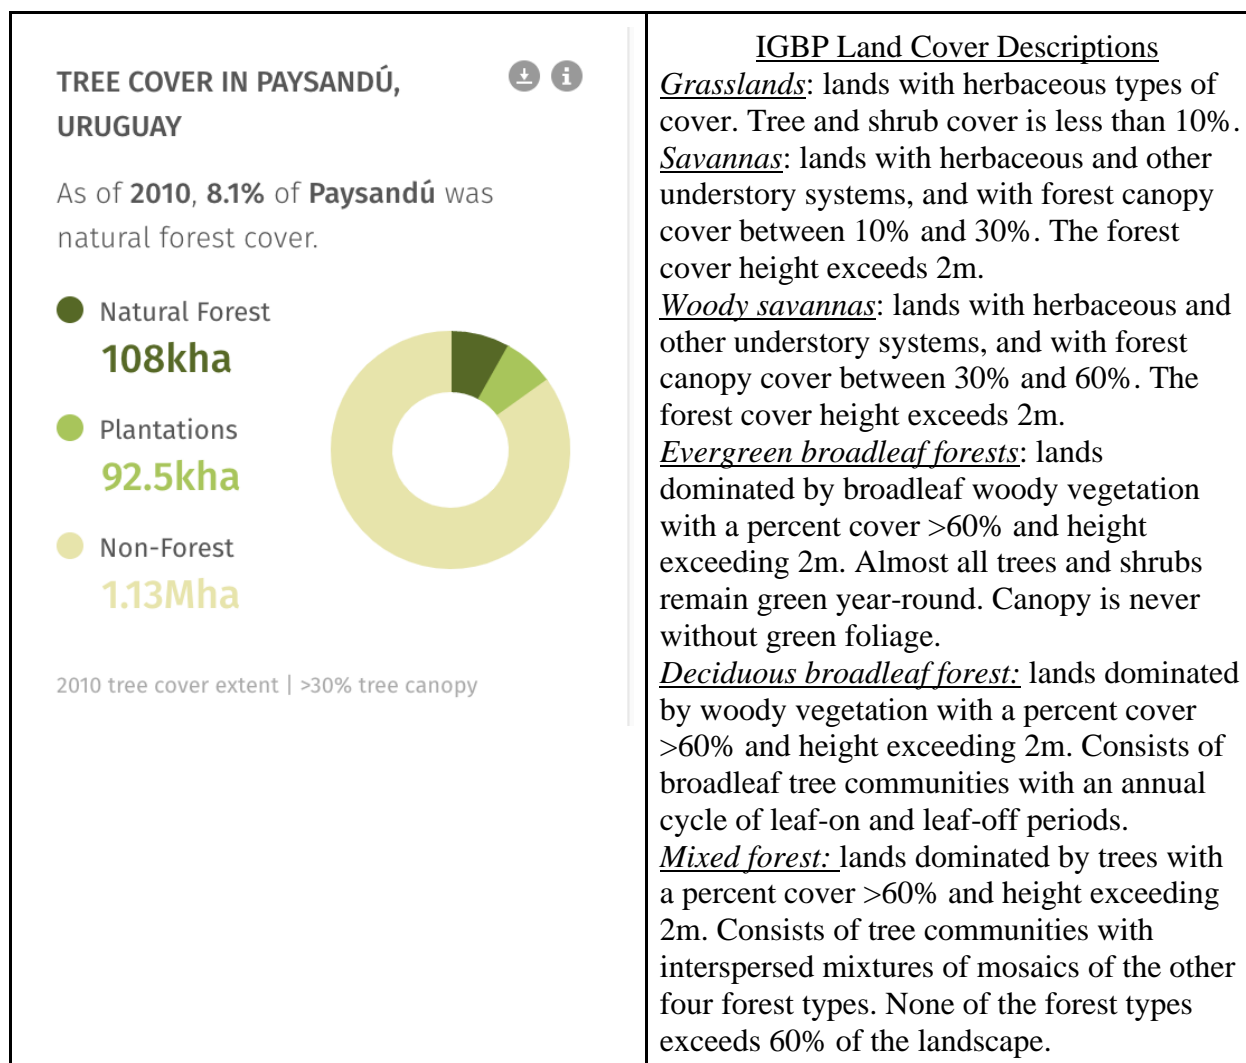 TREE COVER IN PAYSANDÚ,
URUGUAY
As of 2010, 8.1% of Paysandú was
natural forest cover.
Natural Forest
108kha
Plantations
92.5kha
Non-Forest
1.13Mha
2010 tree cover extent | >30% tree canopy
IGBP Land Cover Descriptions
Grasslands: lands with herbaceous types of
cover. Tree and shrub cover is less than 10%.
Savannas: lands with herbaceous and other
understory systems, and with forest canopy
cover between 10% and 30%. The forest
cover height exceeds 2m.
Woody savannas: lands with herbaceous and
other understory systems, and with forest
canopy cover between 30% and 60%. The
forest cover height exceeds 2m.
Evergreen broadleaf forests: lands
dominated by broadleaf woody vegetation
with a percent cover >60% and height
exceeding 2m. Almost all trees and shrubs
remain green year-round. Canopy is never
without green foliage.
Deciduous broadleaf forest: lands dominated
by woody vegetation with a percent cover
>60% and height exceeding 2m. Consists of
broadleaf tree communities with an annual
cycle of leaf-on and leaf-off periods.
Mixed forest: lands dominated by trees with
a percent cover >60% and height exceeding
2m. Consists of tree communities with
interspersed mixtures of mosaics of the other
four forest types. None of the forest types
exceeds 60% of the landscape.